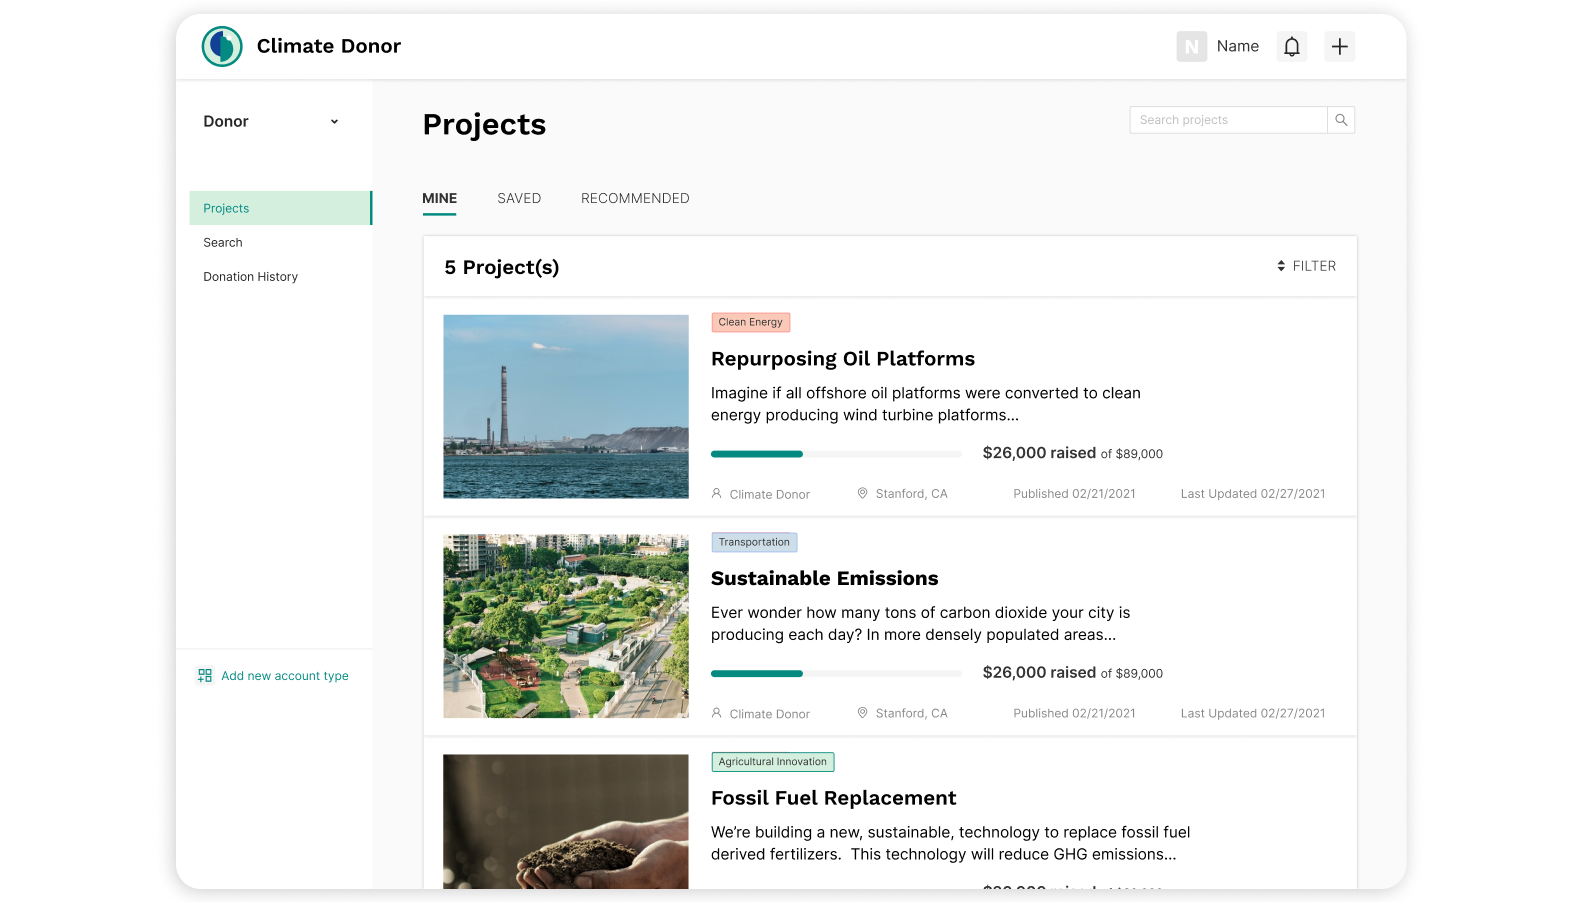 Climate Donor
N Name
Donor
Projects
Search
Donation History
Add new account type
Projects
Search projects
MINE SAVED RECOMMENDED
5 Project(s)
FILTER
Clean Energy
Repurposing Oil Platforms
Imagine if all offshore oil platforms were converted to clean
energy producing wind turbine platforms...
$26,000 raised of $89,000
Climate Donor Stanford, CA Published 02/21/2021 Last Updated 02/27/2021
Transportation
Sustainable Emissions
Ever wonder how many tons of carbon dioxide your city is
producing each day? In more densely populated areas...
$26,000 raised of $89,000
Climate Donor Stanford, CA Published 02/21/2021 Last Updated 02/27/2021
Agricultural Innovation
Fossil Fuel Replacement
We're building a new, sustainable, technology to replace fossil fuel
derived fertilizers. This technology will reduce GHG emissions...